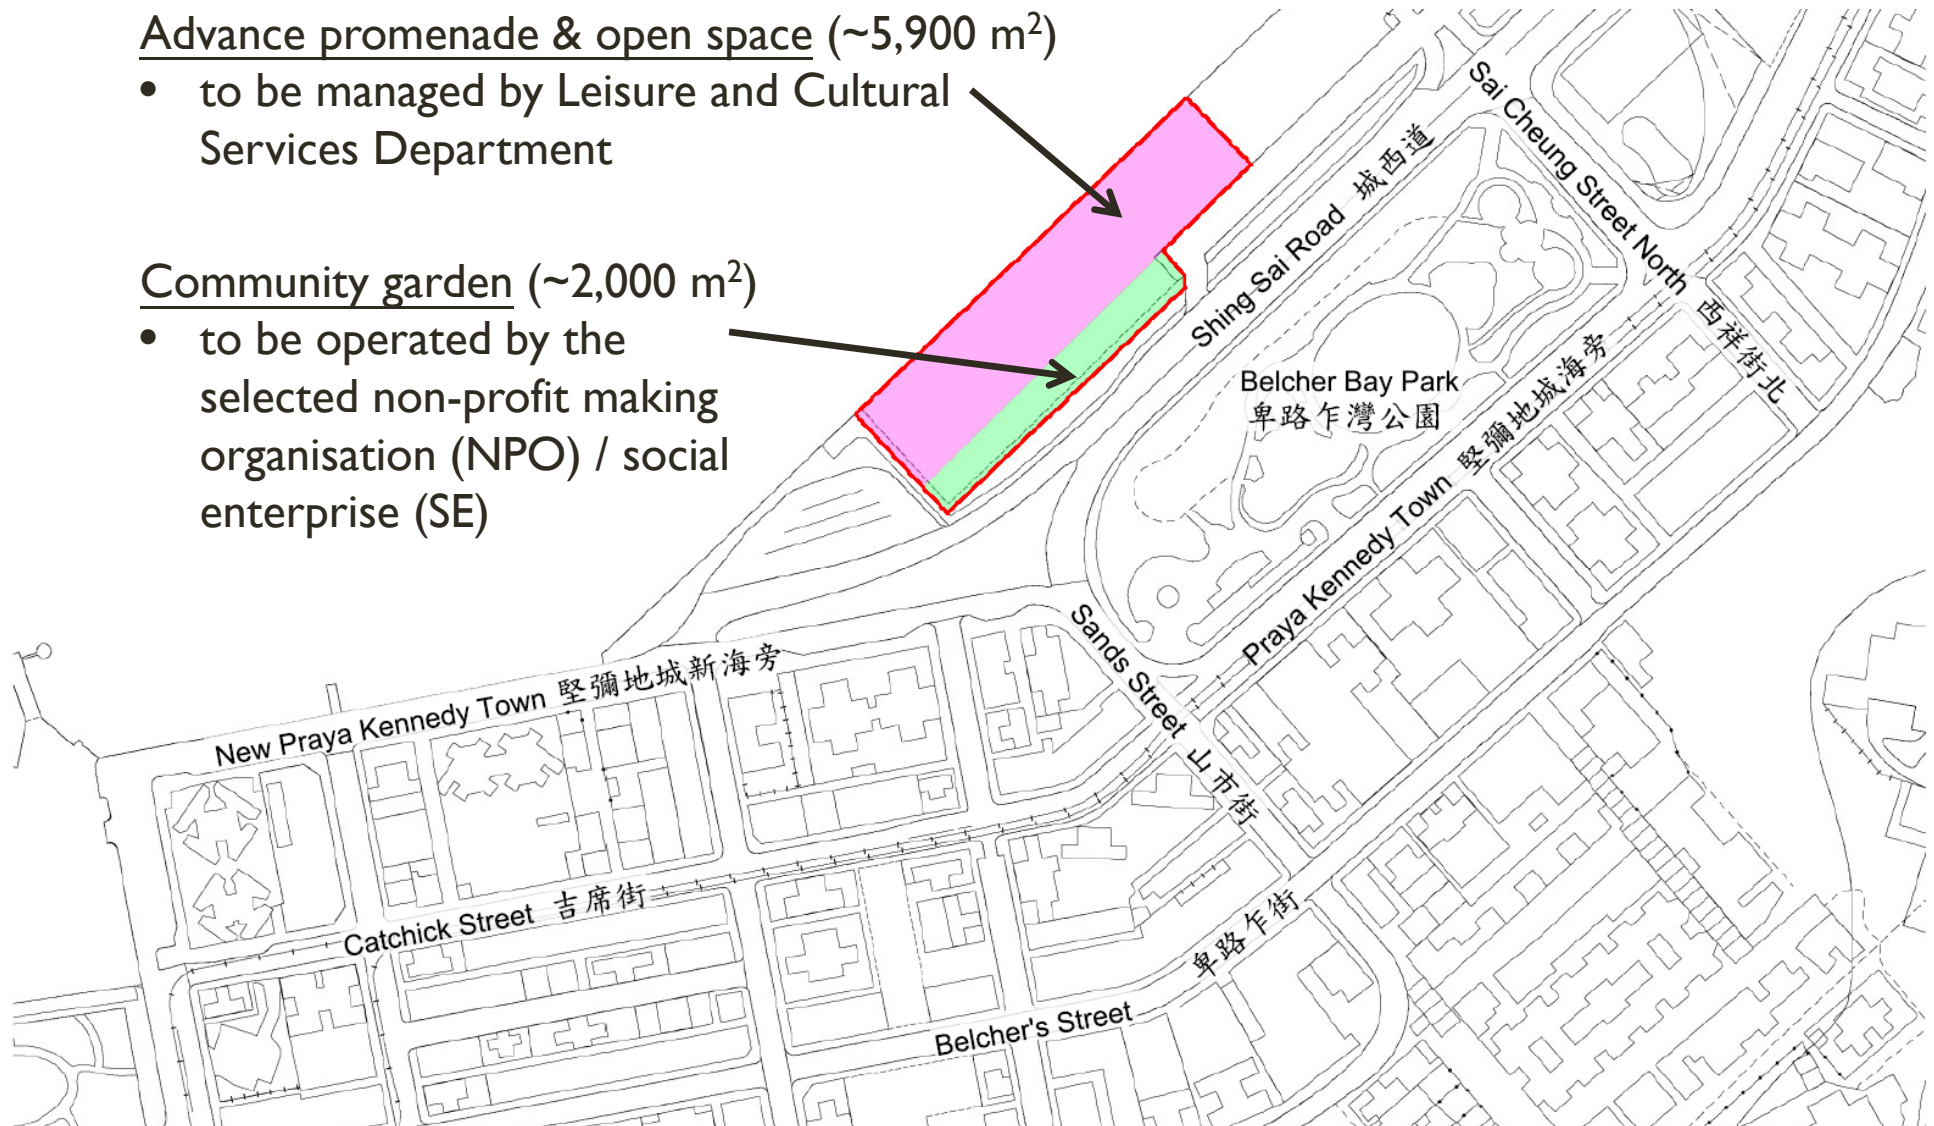 Advance promenade & open space (~5,900 m²)
• to be managed by Leisure and Cultural
Services Department
Community garden (~2,000 m²)
• to be operated by the
selected non-profit making
organisation (NPO) / social
enterprise (SE)
Sai Cheung Street North 西祥街北
Shing Sai Road 城西道
Belcher Bay Park
卑路乍灣公園
Praya Kennedy Town 堅彌地城海旁
Sands Street 山市街
New Praya Kennedy Town 堅彌地城新海旁
Catchick Street 吉席街
Belcher's Street 卑路乍街